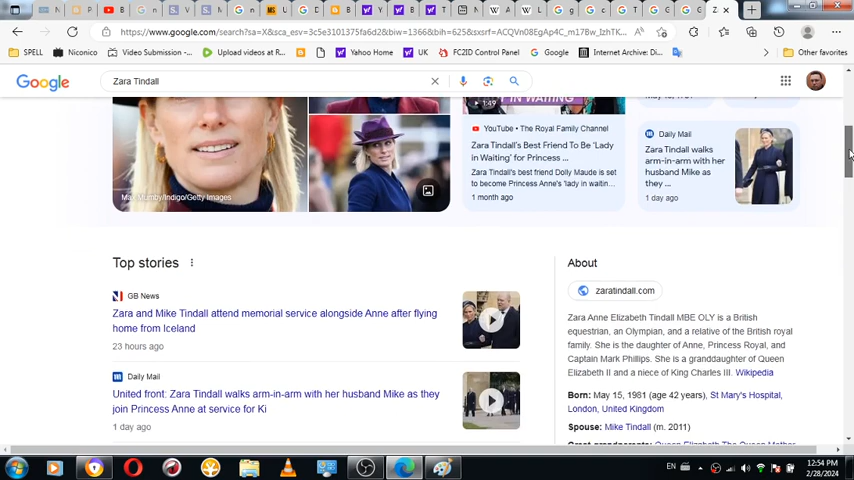 https://www.google.com/search?sa=X&sca_esv=3c5e3101375fa6d2&biw=1366&bih=625&sxsrf=ACQVn08EgAp4C_m178w_IzhTK...
SPELL
Niconico
Video Submission -...
Upload videos at R...
Yahoo Home
UK
FC2ID Control Panel
Google
Internet Archive: Di...
Other favorites
Google
Zara Tindall
1:49
IN WAITING
YouTube • The Royal Family Channel
Zara Tindall's Best Friend To Be 'Lady
in Waiting' for Princess ...
Zara Tindall's best friend Dolly Maude is set
to become Princess Anne's 'lady in waitin...
1 month ago
Daily Mail
Zara Tindall walks
arm-in-arm with her
husband Mike as
they ...
1 day ago
Max Mumby/Indigo/Getty Images
Top stories
GB News
Zara and Mike Tindall attend memorial service alongside Anne after flying
home from Iceland
23 hours ago
Daily Mail
United front: Zara Tindall walks arm-in-arm with her husband Mike as they
join Princess Anne at service for Ki
1 day ago
About
zaratindall.com
Zara Anne Elizabeth Tindall MBE OLY is a British
equestrian, an Olympian, and a relative of the British royal
family. She is the daughter of Anne, Princess Royal, and
Captain Mark Phillips. She is a granddaughter of Queen
Elizabeth II and a niece of King Charles III. Wikipedia
Born: May 15, 1981 (age 42 years), St Mary's Hospital,
London, United Kingdom
Spouse: Mike Tindall (m. 2011)
Great-grandparents: Queen Elizabeth The Queen Mother
EN
12:54 PM
2/28/2024